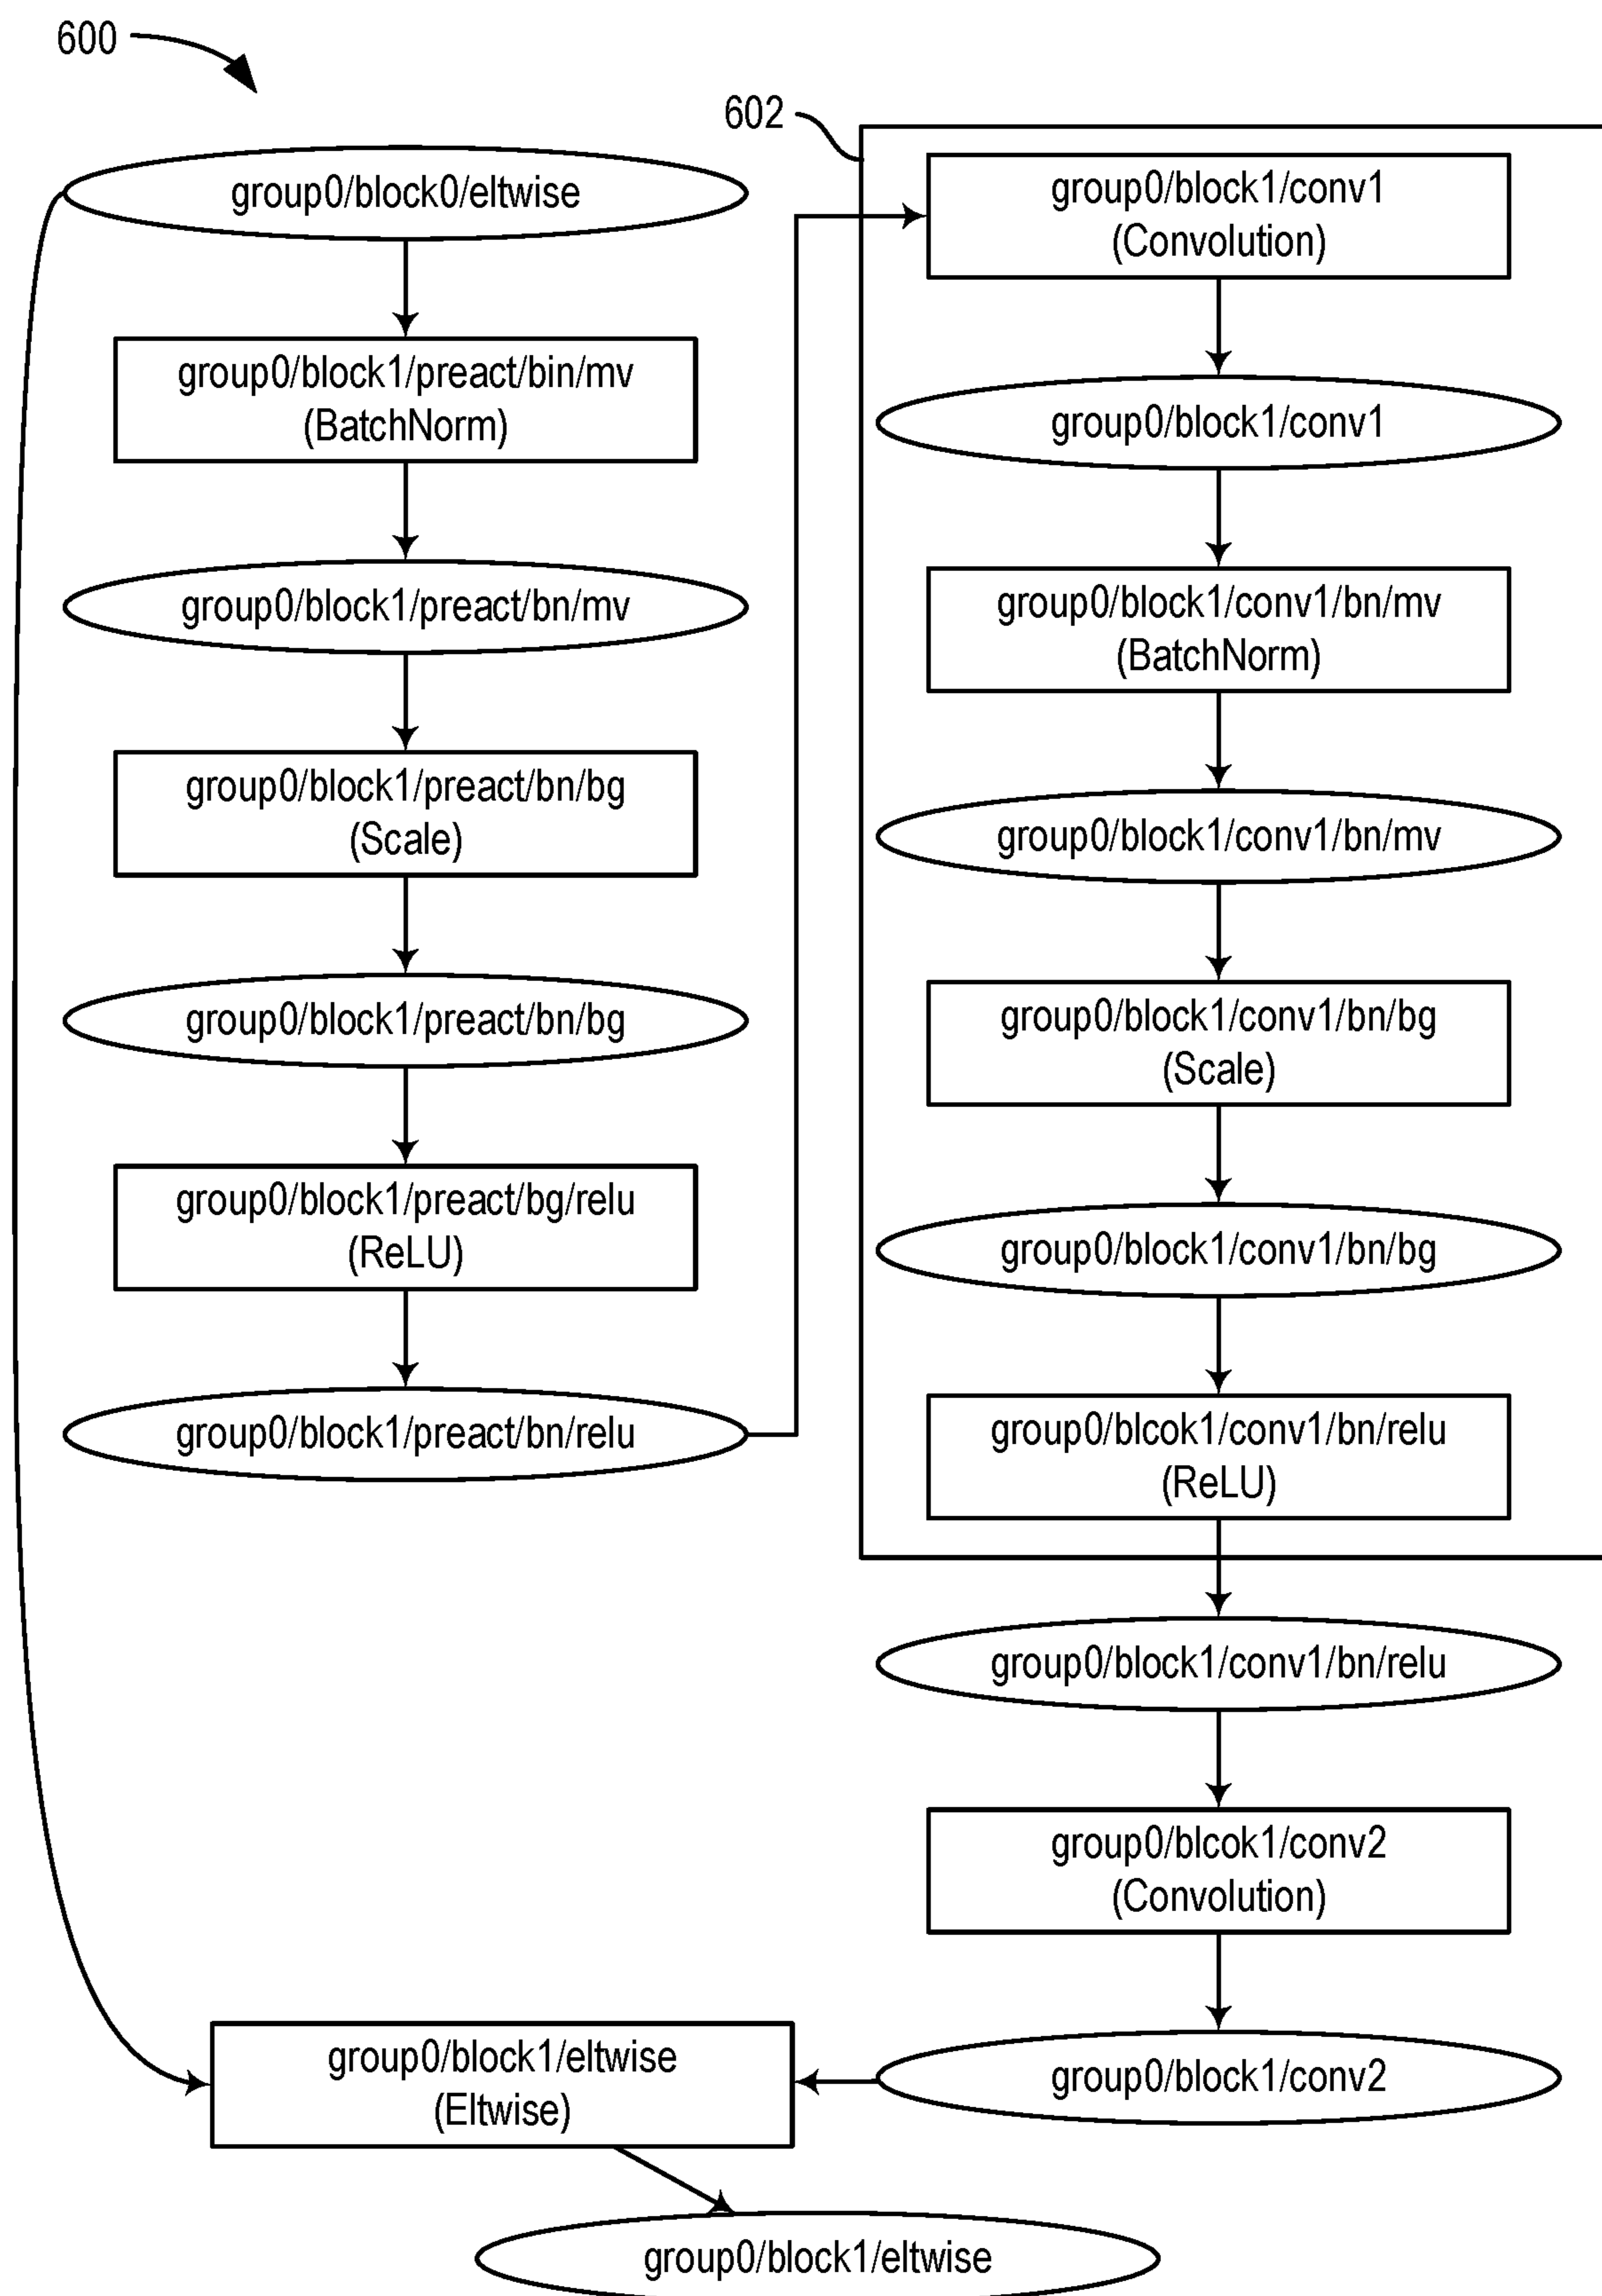 600
group0/block0/eltwise
group0/block1/preact/bin/mv
(BatchNorm)
group0/block1/preact/bn/mv
group0/block1/preact/bn/bg
(Scale)
group0/block1/preact/bn/bg
group0/block1/preact/bg/relu
(ReLU)
group0/block1/preact/bn/relu
602
group0/block1/conv1
(Convolution)
group0/block1/conv1
group0/block1/conv1/bn/mv
(BatchNorm)
group0/block1/conv1/bn/mv
group0/block1/conv1/bn/bg
(Scale)
group0/block1/conv1/bn/bg
group0/blcok1/conv1/bn/relu
(ReLU)
group0/block1/conv1/bn/relu
group0/blcok1/conv2
(Convolution)
group0/block1/conv2
group0/block1/eltwise
(Eltwise)
group0/block1/eltwise